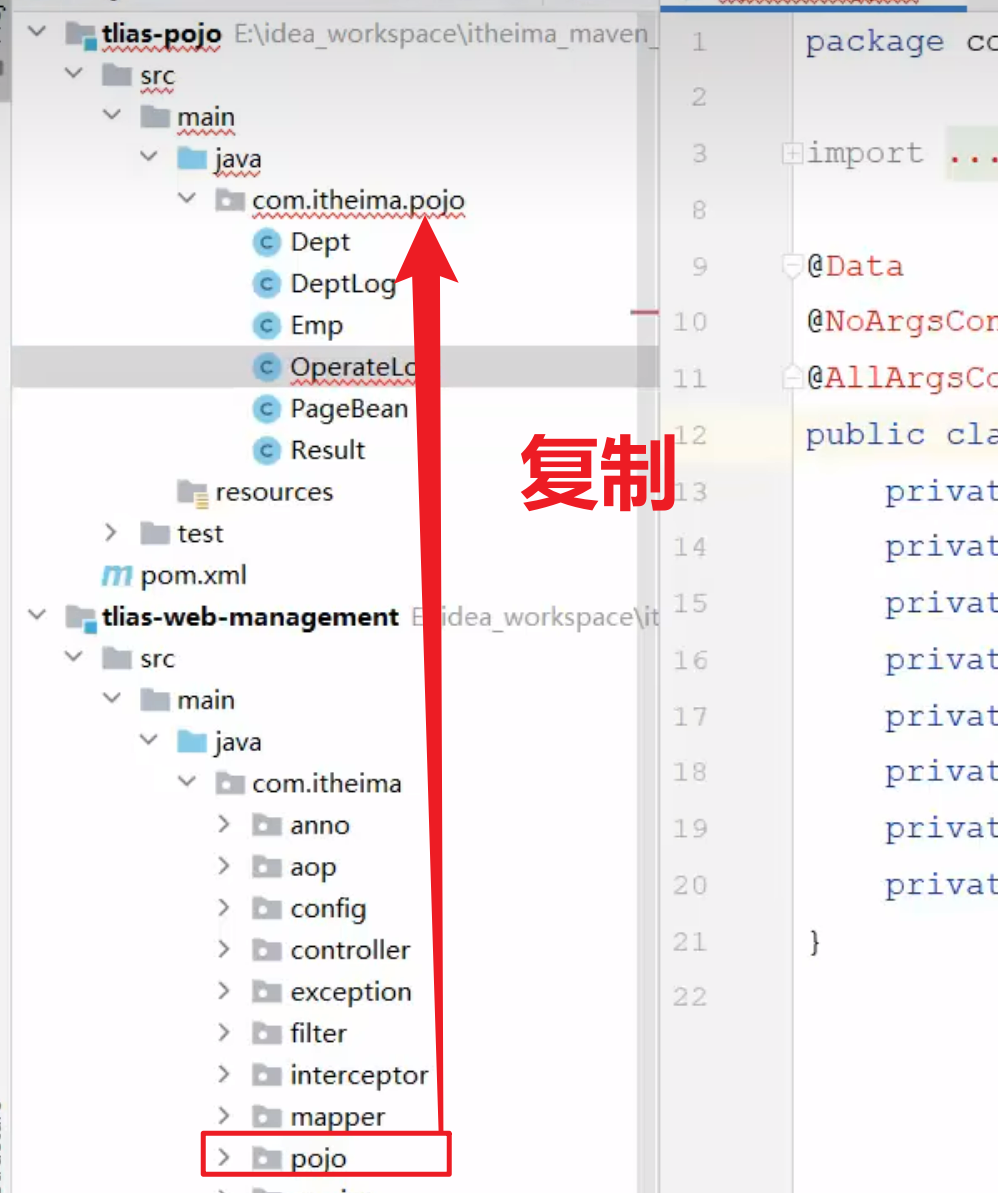 tlias-pojo E:\idea_workspace\itheima_maven_
src
main
java
com.itheima.pojo
Dept
DeptLog
Emp
OperateLo
PageBean
Result
resources
test
pom.xml
tlias-web-management E:\idea_workspace\it
src
main
java
com.itheima
anno
aop
config
controller
exception
filter
interceptor
mapper
pojo
复制
1 package co
2
3 import ...
8
9 @Data
10 @NoArgsCon
11 @AllArgsCo
12 public cla
13 privat
14 privat
15 privat
16 privat
17 privat
18 privat
19 privat
20 privat
21 }
22